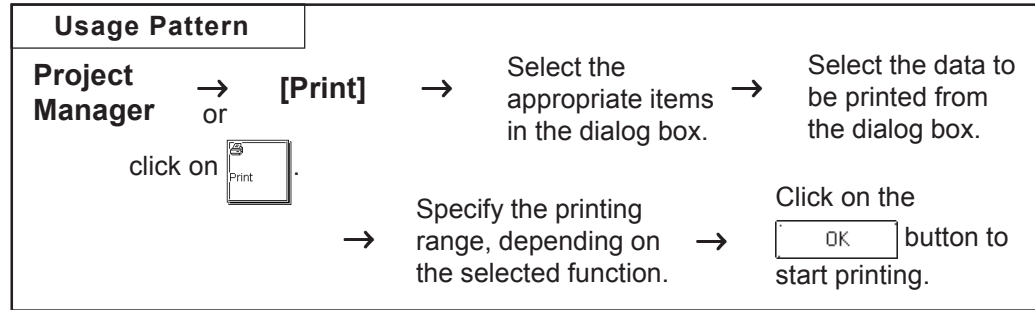 Usage Pattern
Project
Manager
→
or
[Print]
→
Select the
appropriate items
in the dialog box.
→
Select the data to
be printed from
the dialog box.
click on
Print
.
→
Specify the printing
range, depending on
the selected function.
→
Click on the
OK button to
start printing.